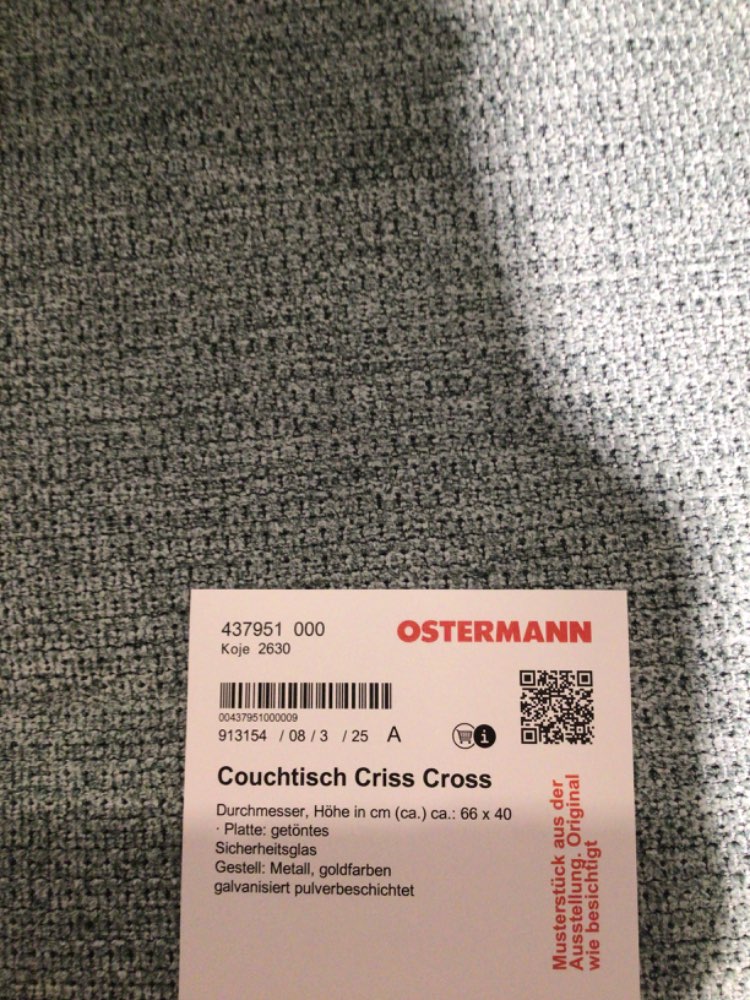 437951 000
OSTERMANN
Koje 2630
00437951000009
913154 / 08 / 3 / 25 A
i
Couchtisch Criss Cross
Durchmesser, Höhe in cm (ca.) ca.: 66 x 40
· Platte: getöntes
Sicherheitsglas
Gestell: Metall, goldfarben
galvanisiert pulverbeschichtet
Musterstück aus der
Ausstellung. Original
wie besichtigt